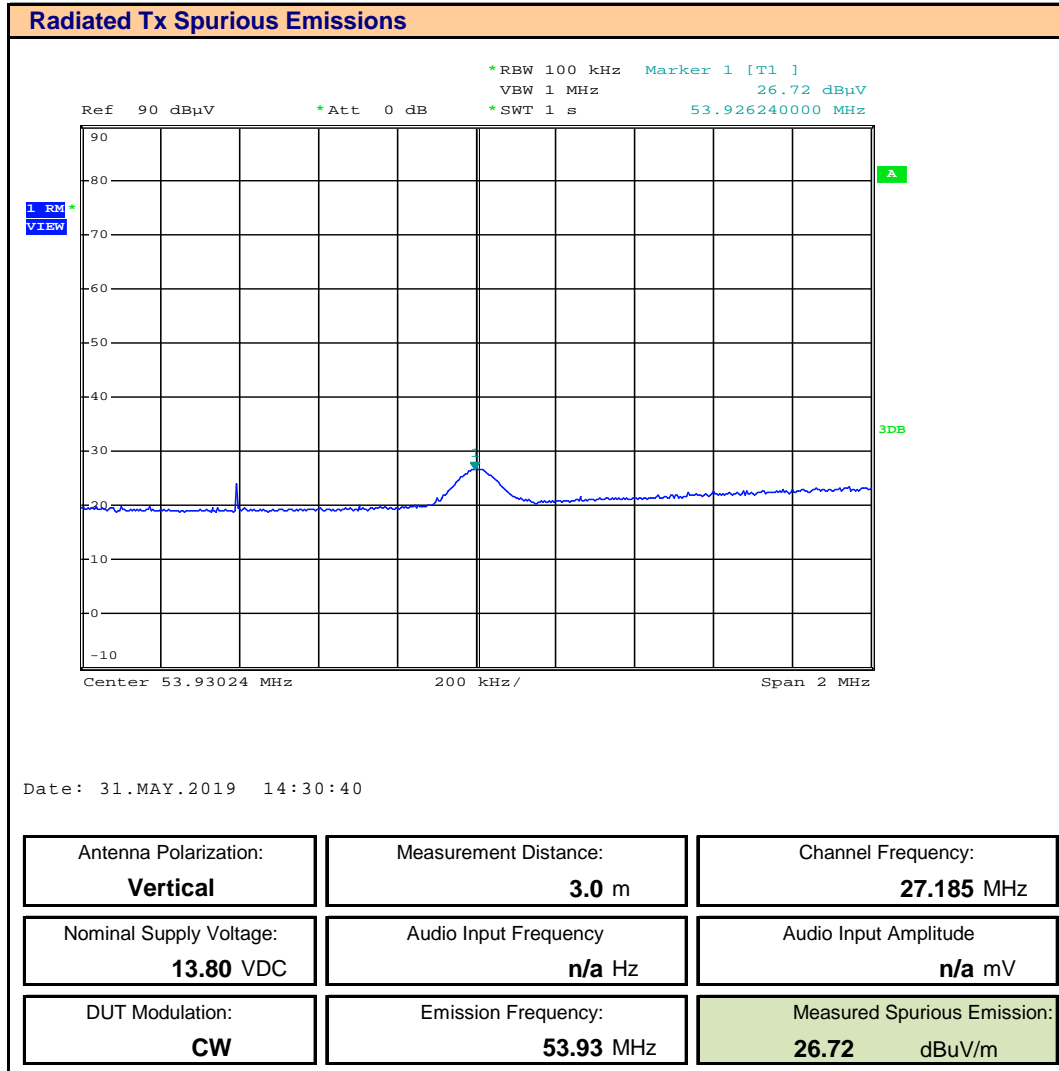 Radiated Tx Spurious Emissions
*RBW 100 kHz Marker 1 [T1 ]
VBW 1 MHz 26.72 dBµV
Ref 90 dBµV *Att 0 dB *SWT 1 s 53.926240000 MHz
90
80
A
1 RM *
VIEW
70
60
50
40
3DB
30
1
20
10
0
-10
Center 53.93024 MHz 200 kHz/ Span 2 MHz
Date: 31.MAY.2019 14:30:40
Antenna Polarization: Measurement Distance: Channel Frequency:
Vertical 3.0 m 27.185 MHz
Nominal Supply Voltage: Audio Input Frequency Audio Input Amplitude
13.80 VDC n/a Hz n/a mV
DUT Modulation: Emission Frequency: Measured Spurious Emission:
CW 53.93 MHz 26.72 dBuV/m